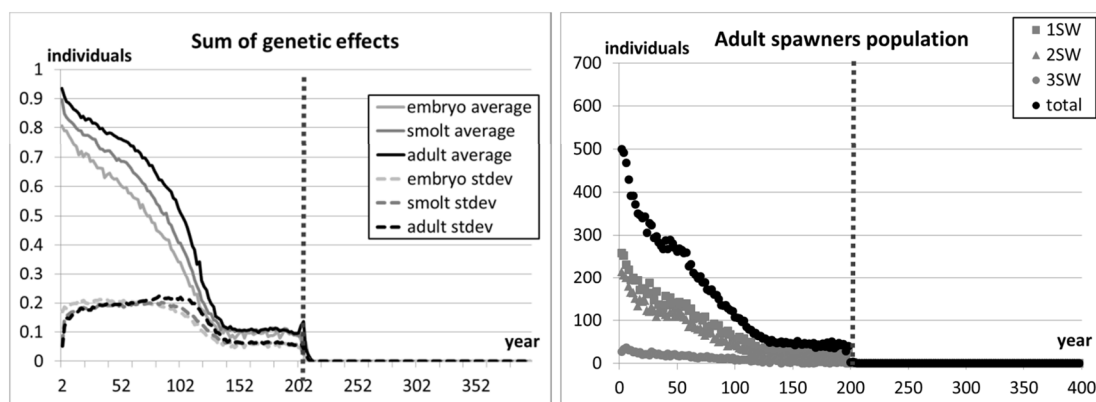 Sum of genetic effects
individuals
1
0.9
0.8
0.7
0.6
0.5
0.4
0.3
0.2
0.1
0
embryo average
smolt average
adult average
embryo stdev
smolt stdev
adult stdev
year
2 52 102 152 202 252 302 352
Adult spawners population
individuals
1SW
2SW
3SW
total
700
600
500
400
300
200
100
0
year
0 50 100 150 200 250 300 350 400